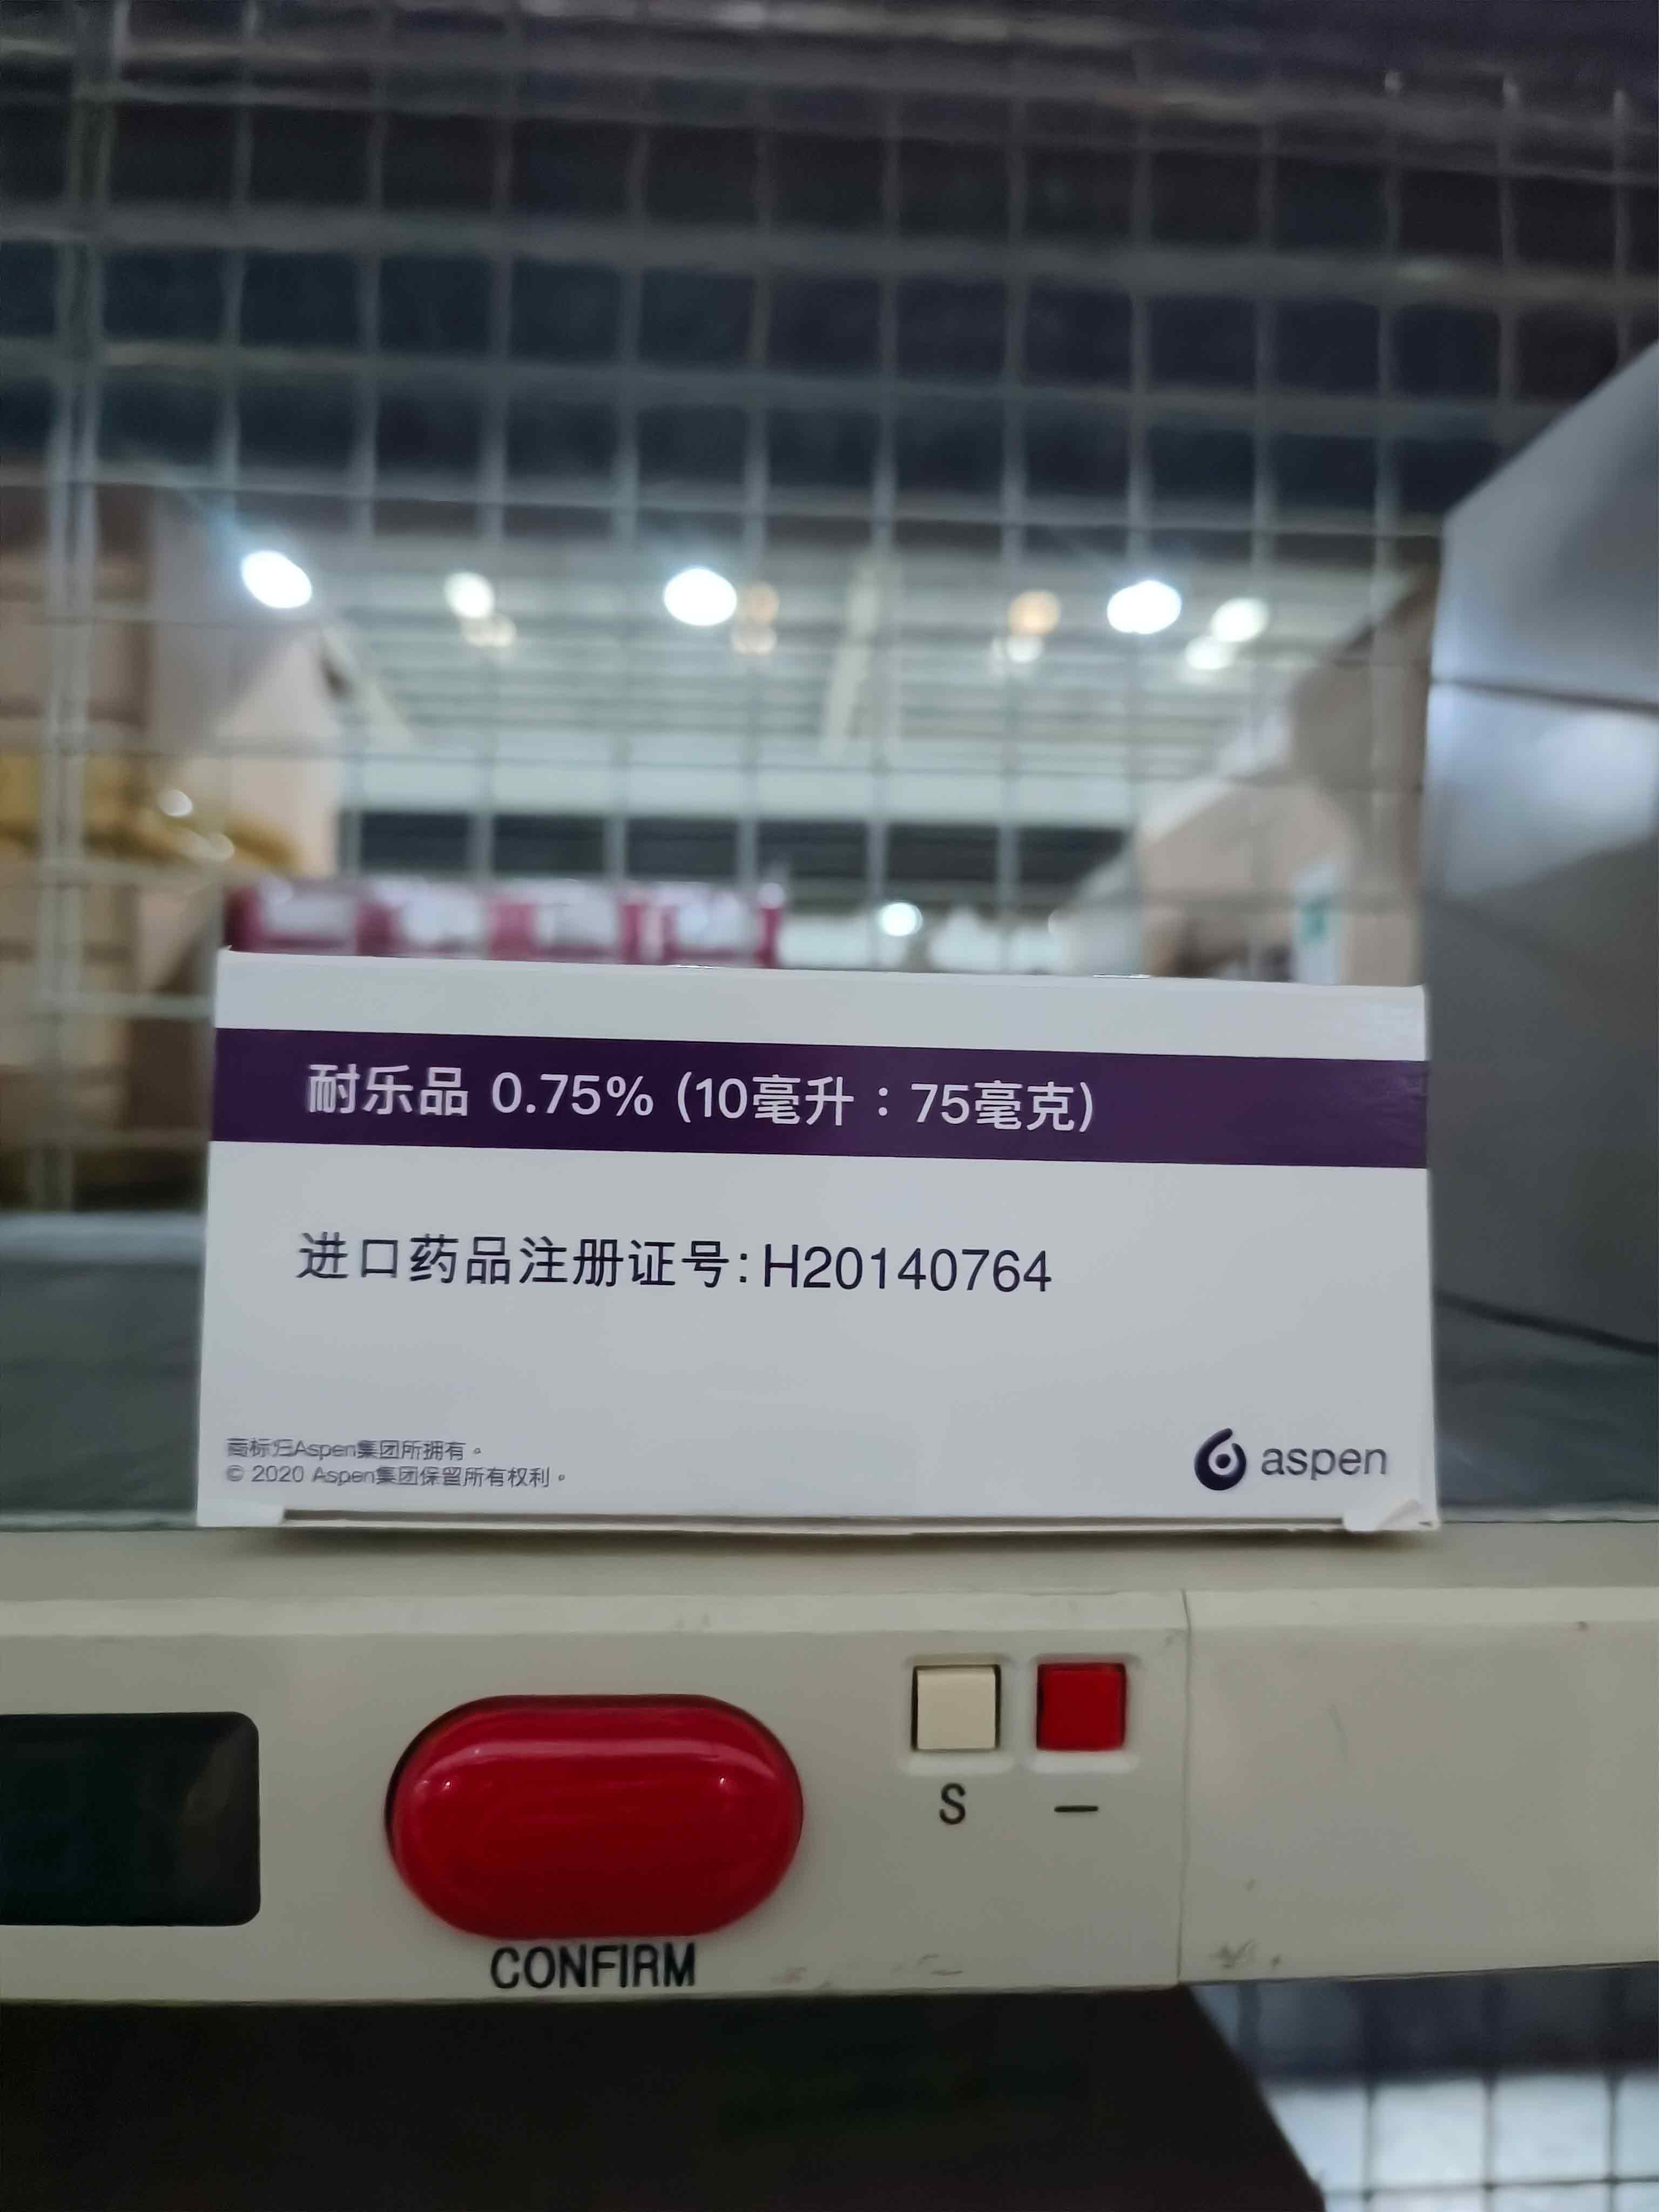 耐乐品 0.75% (10毫升：75毫克)
进口药品注册证号:H20140764
商标归Aspen集团所拥有。
© 2020 Aspen集团保留所有权利。
aspen
S
—
CONFIRM